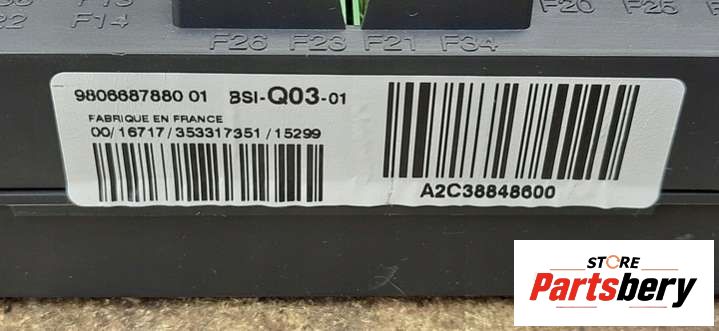 F14
F20 F25
F26 F23 F21 F34
9806687880 01 BSI-Q03-01
FABRIQUE EN FRANCE
00/16717/353317351/15299
A2C38848600
STORE
Partsbery